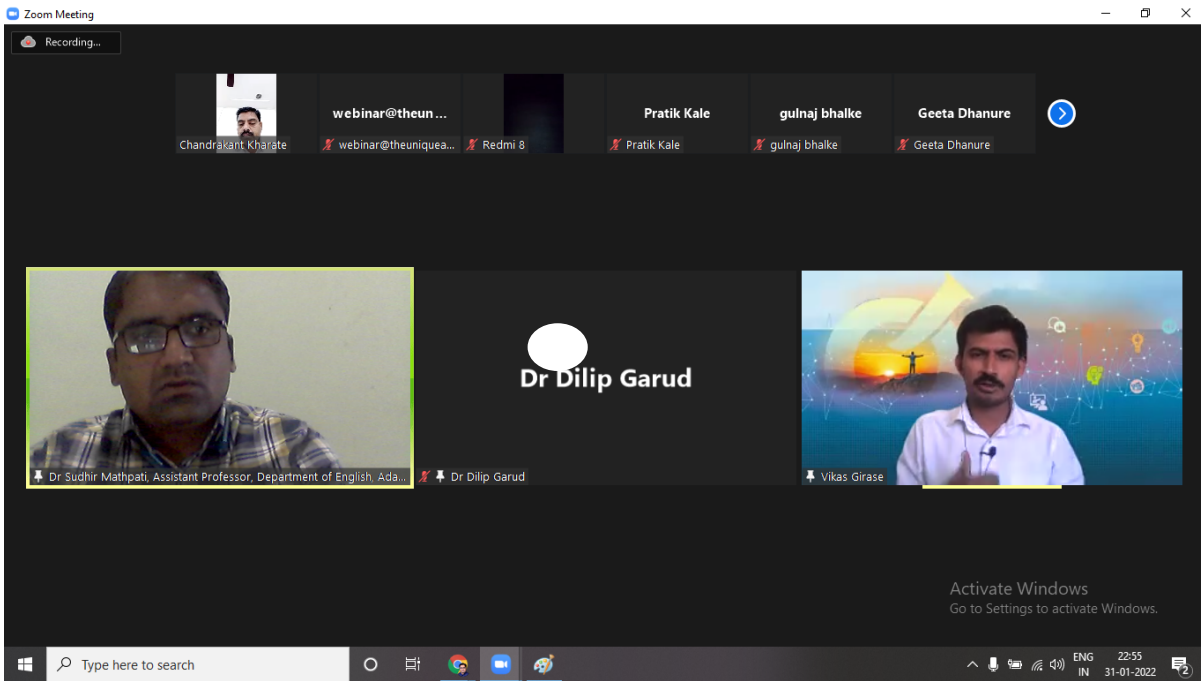 Zoom Meeting
Recording...
webinar@theun...
Pratik Kale
gulnaj bhalke
Geeta Dhanure
Chandrakant Kharate
webinar@theuniquea...
Redmi 8
Pratik Kale
gulnaj bhalke
Geeta Dhanure
Dr Dilip Garud
Dr Sudhir Mathpati, Assistant Professor, Department of English, Ada...
Dr Dilip Garud
Vikas Girase
Activate Windows
Go to Settings to activate Windows.
Type here to search
ENG
IN
22:55
31-01-2022
2